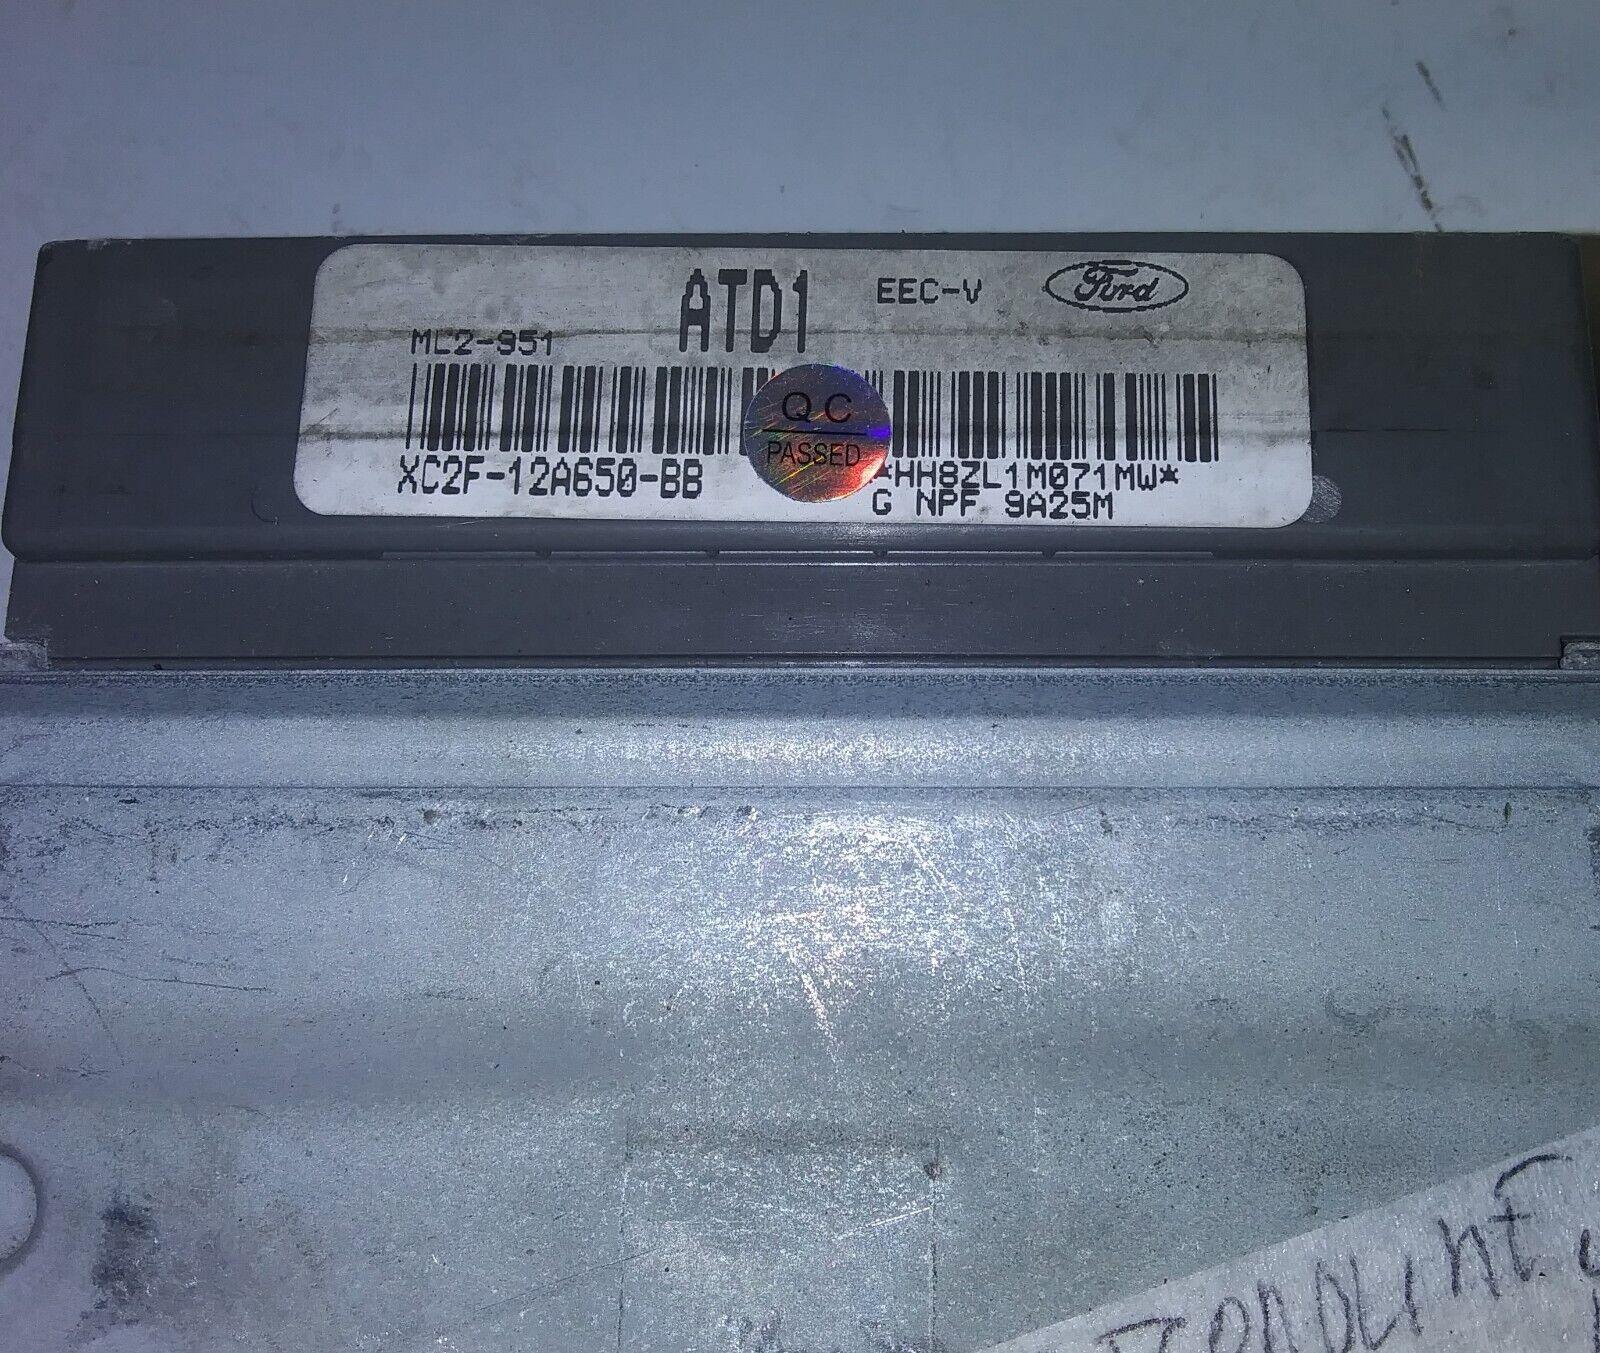 ATD1 EEC-V Ford
ML2-951
QC
PASSED
XC2F-12A650-BB *HH8ZL1M071MW*
G NPF 9A25M